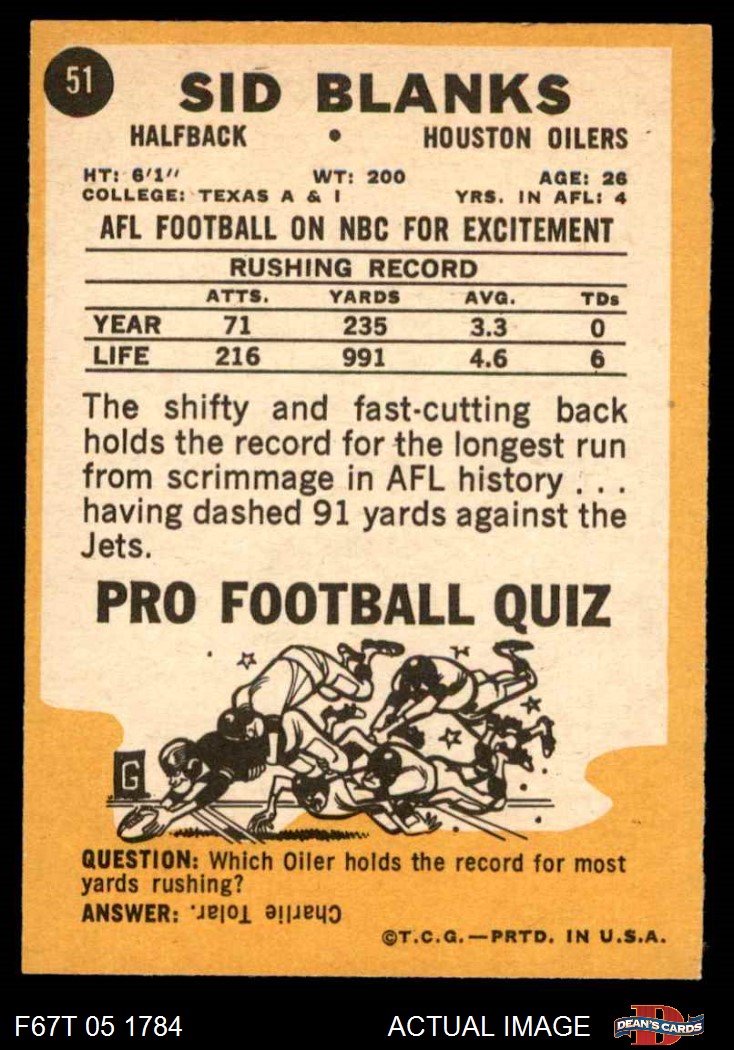 51
SID BLANKS
HALFBACK • HOUSTON OILERS
HT: 6'1" WT: 200 AGE: 26
COLLEGE: TEXAS A & I YRS. IN AFL: 4
AFL FOOTBALL ON NBC FOR EXCITEMENT
RUSHING RECORD
ATTS. YARDS AVG. TDs
YEAR 71 235 3.3 0
LIFE 216 991 4.6 6
The shifty and fast-cutting back
holds the record for the longest run
from scrimmage in AFL history . . .
having dashed 91 yards against the
Jets.
PRO FOOTBALL QUIZ
G
QUESTION: Which Oiler holds the record for most
yards rushing?
ANSWER: Charlie Tolar.
©T.C.G.—PRTD. IN U.S.A.
F67T 05 1784 ACTUAL IMAGE
D
DEAN'S CARDS